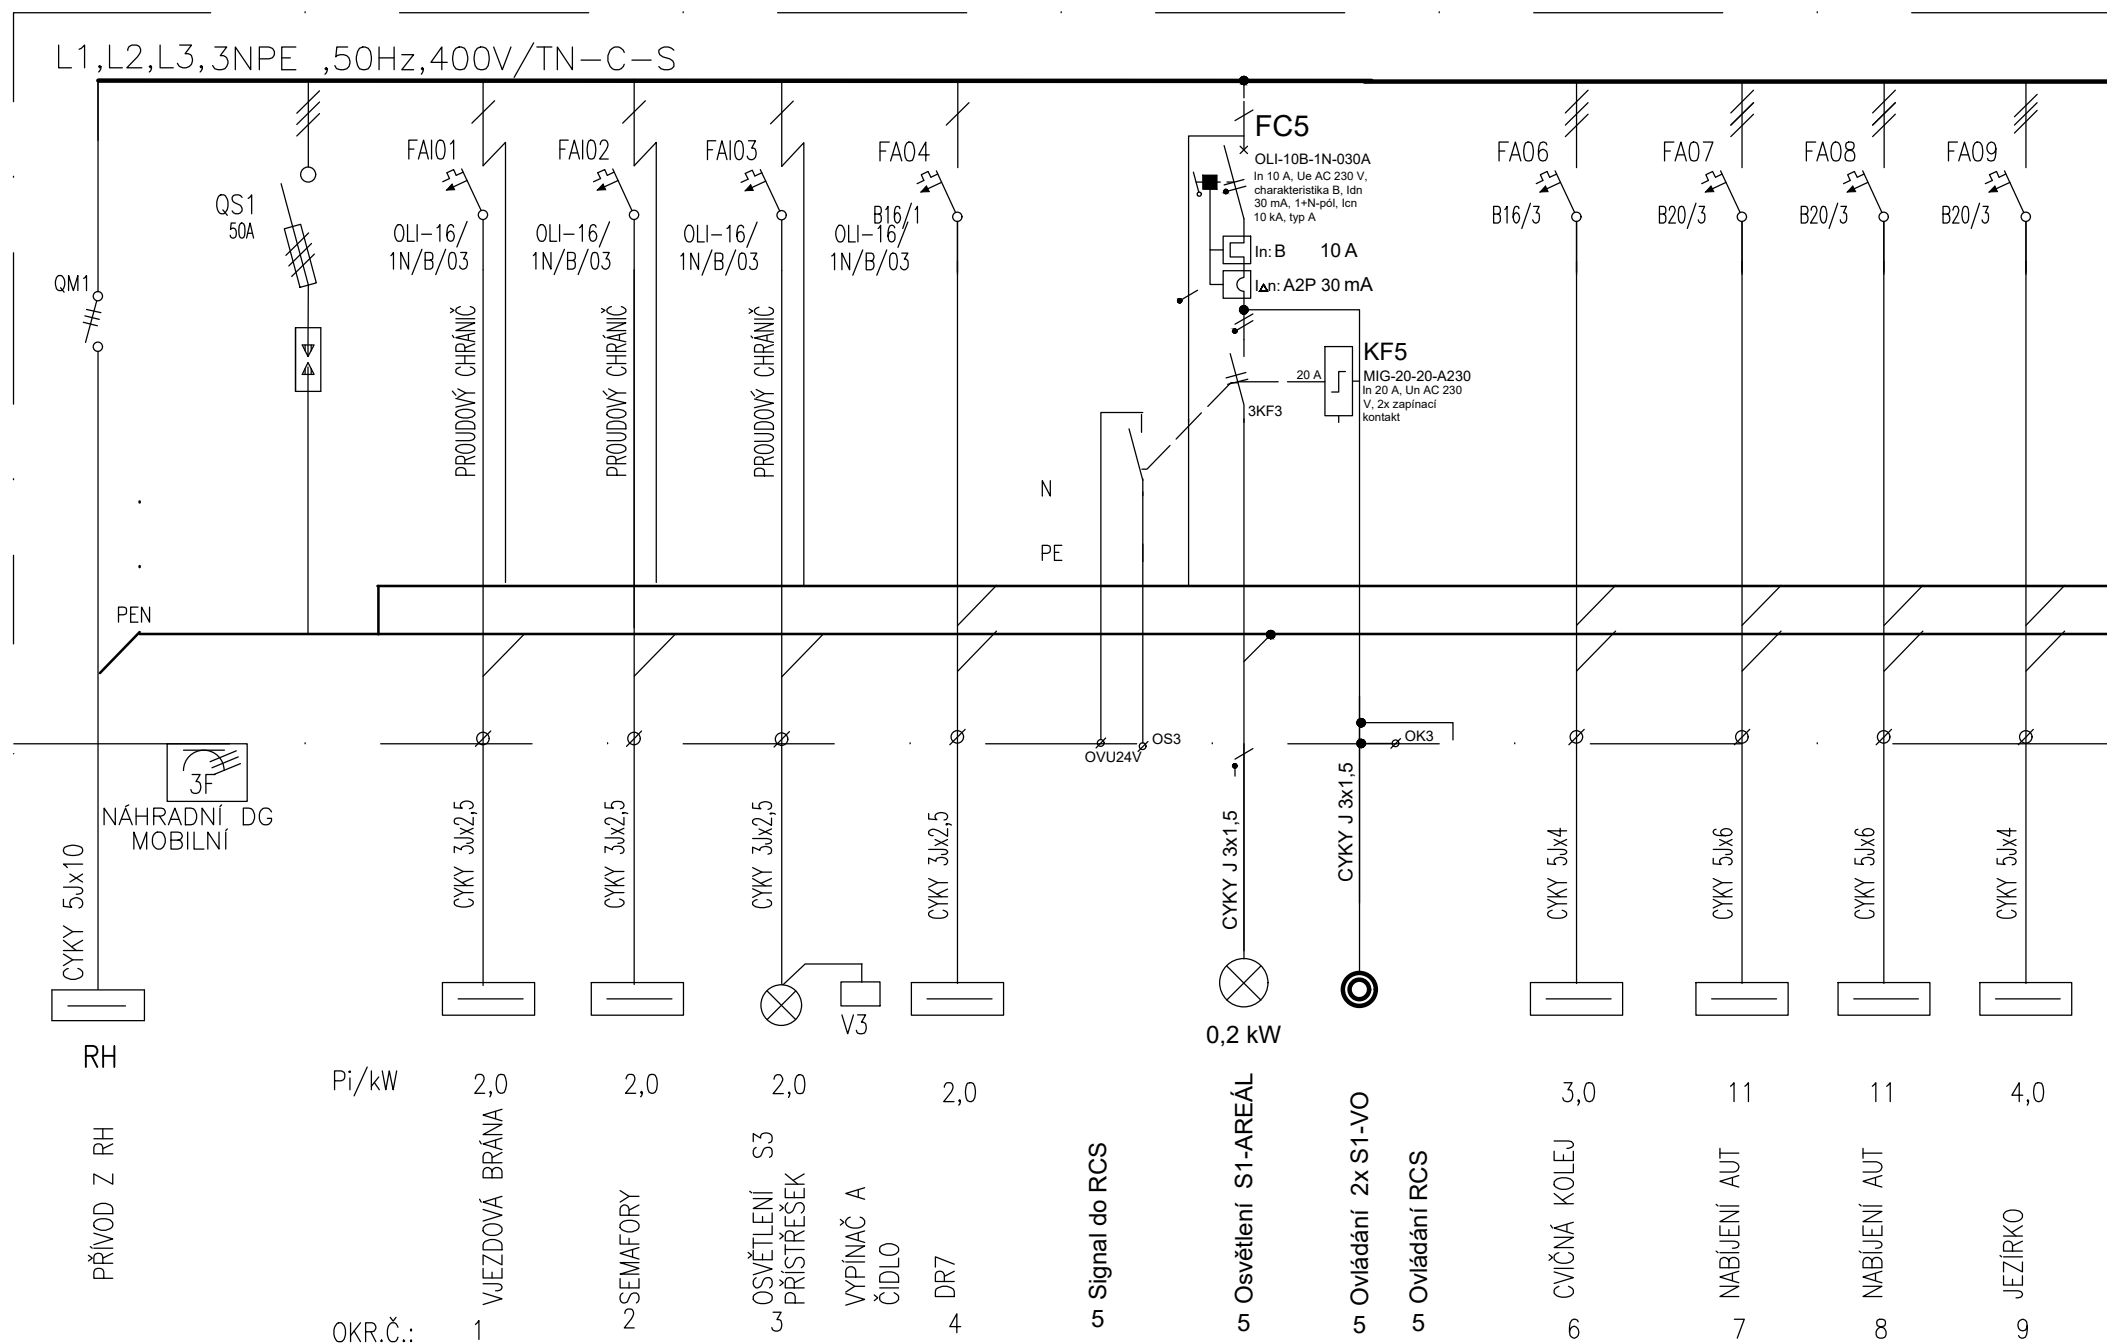 L1,L2,L3,3NPE ,50Hz,400V/TN-C-S
QM1
QS1
50A
FAI01
OLI-16/
1N/B/03
PROUDOVÝ CHRÁNIČ
FAI02
OLI-16/
1N/B/03
PROUDOVÝ CHRÁNIČ
FAI03
OLI-16/
1N/B/03
PROUDOVÝ CHRÁNIČ
FA04
B16/1
OLI-16/
1N/B/03
FC5
OLI-10B-1N-030A
In 10 A, Ue AC 230 V,
charakteristika B, Idn
30 mA, 1+N-pól, Icn
10 kA, typ A
In: B 10 A
I△n: A2P 30 mA
KF5
MIG-20-20-A230
In 20 A, Un AC 230
V, 2x zapínací
kontakt
20 A
3KF3
FA06
B16/3
FA07
B20/3
FA08
B20/3
FA09
B20/3
N
PE
PEN
OVU24V
OS3
OK3
3F
NÁHRADNÍ DG
MOBILNÍ
CYKY 5Jx10
CYKY 3Jx2,5
CYKY 3Jx2,5
CYKY 3Jx2,5
CYKY 3Jx2,5
CYKY J 3x1,5
CYKY J 3x1,5
CYKY 5Jx4
CYKY 5Jx6
CYKY 5Jx6
CYKY 5Jx4
V3
0,2 kW
RH
Pi/kW
2,0
2,0
2,0
2,0
3,0
11
11
4,0
PŘÍVOD Z RH
VJEZDOVÁ BRÁNA
SEMAFORY
OSVĚTLENÍ S3
PŘÍSTŘEŠEK
VYPÍNAČ A
ČIDLO
DR7
5 Signal do RCS
5 Osvětlení S1-AREÁL
5 Ovládání 2x S1-VO
5 Ovládání RCS
CVIČNÁ KOLEJ
NABÍJENÍ AUT
NABÍJENÍ AUT
JEZÍRKO
OKR.Č.:
1
2
3
4
6
7
8
9